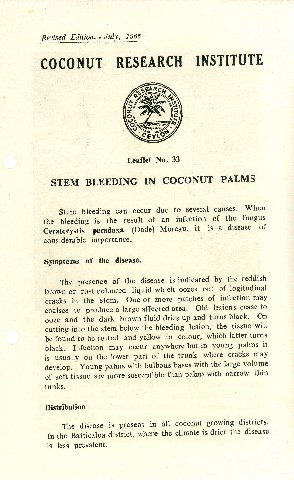 Revised Edition - July, 1965
COCONUT RESEARCH INSTITUTE
COCONUT RESEARCH INSTITUTE
CEYLON
Leaflet No. 33
STEM BLEEDING IN COCONUT PALMS
Stem bleeding can occur due to several causes. When
the bleeding is the result of an infection of the fungus
Ceratocystis paradoxa (Dade) Moreau, it is a disease of
considerable importance.
Symptoms of the disease.
The presence of the disease is indicated by the reddish
brown or rust coloured liquid which oozes out of logitudinal
cracks in the stem. One or more patches of infection may
coalsce to produce a large affected area. Old lesions cease to
ooze and the dark brown fluid dries up and turns black. On
cutting into the stem below the bleeding lesion, the tissue will
be found to be rotted and yellow in colour, which latter turns
black. Infection may occur anywhere but in young palms it
is usually on the lower part of the trunk where cracks may
develop. Young palms with bulbous bases with the large volume
of soft tissue are more susceptible than palms with narrow thin
trunks.
Distribution
The disease is present in all coconut growing districts.
In the Batticaloa district, where the climate is drier the disease
is less prevalent.